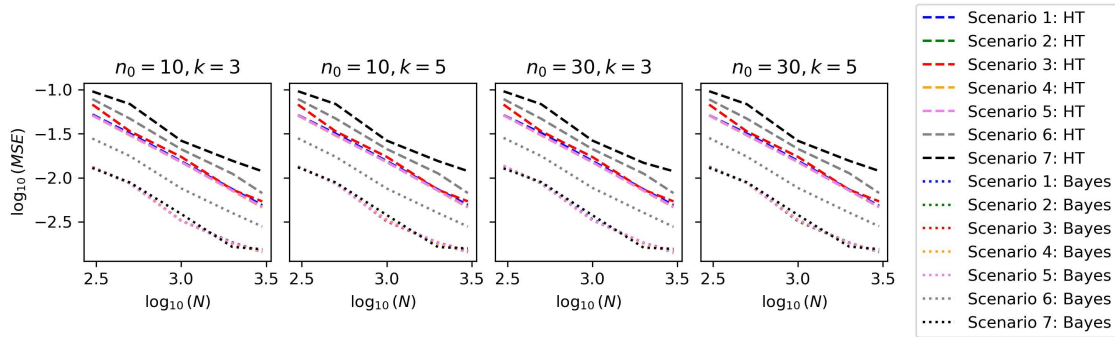 n₀ = 10, k = 3
n₀ = 10, k = 5
n₀ = 30, k = 3
n₀ = 30, k = 5
log₁₀(MSE)
−1.0
−1.5
−2.0
−2.5
2.5 3.0 3.5
2.5 3.0 3.5
2.5 3.0 3.5
2.5 3.0 3.5
log₁₀(N)
log₁₀(N)
log₁₀(N)
log₁₀(N)
Scenario 1: HT
Scenario 2: HT
Scenario 3: HT
Scenario 4: HT
Scenario 5: HT
Scenario 6: HT
Scenario 7: HT
Scenario 1: Bayes
Scenario 2: Bayes
Scenario 3: Bayes
Scenario 4: Bayes
Scenario 5: Bayes
Scenario 6: Bayes
Scenario 7: Bayes